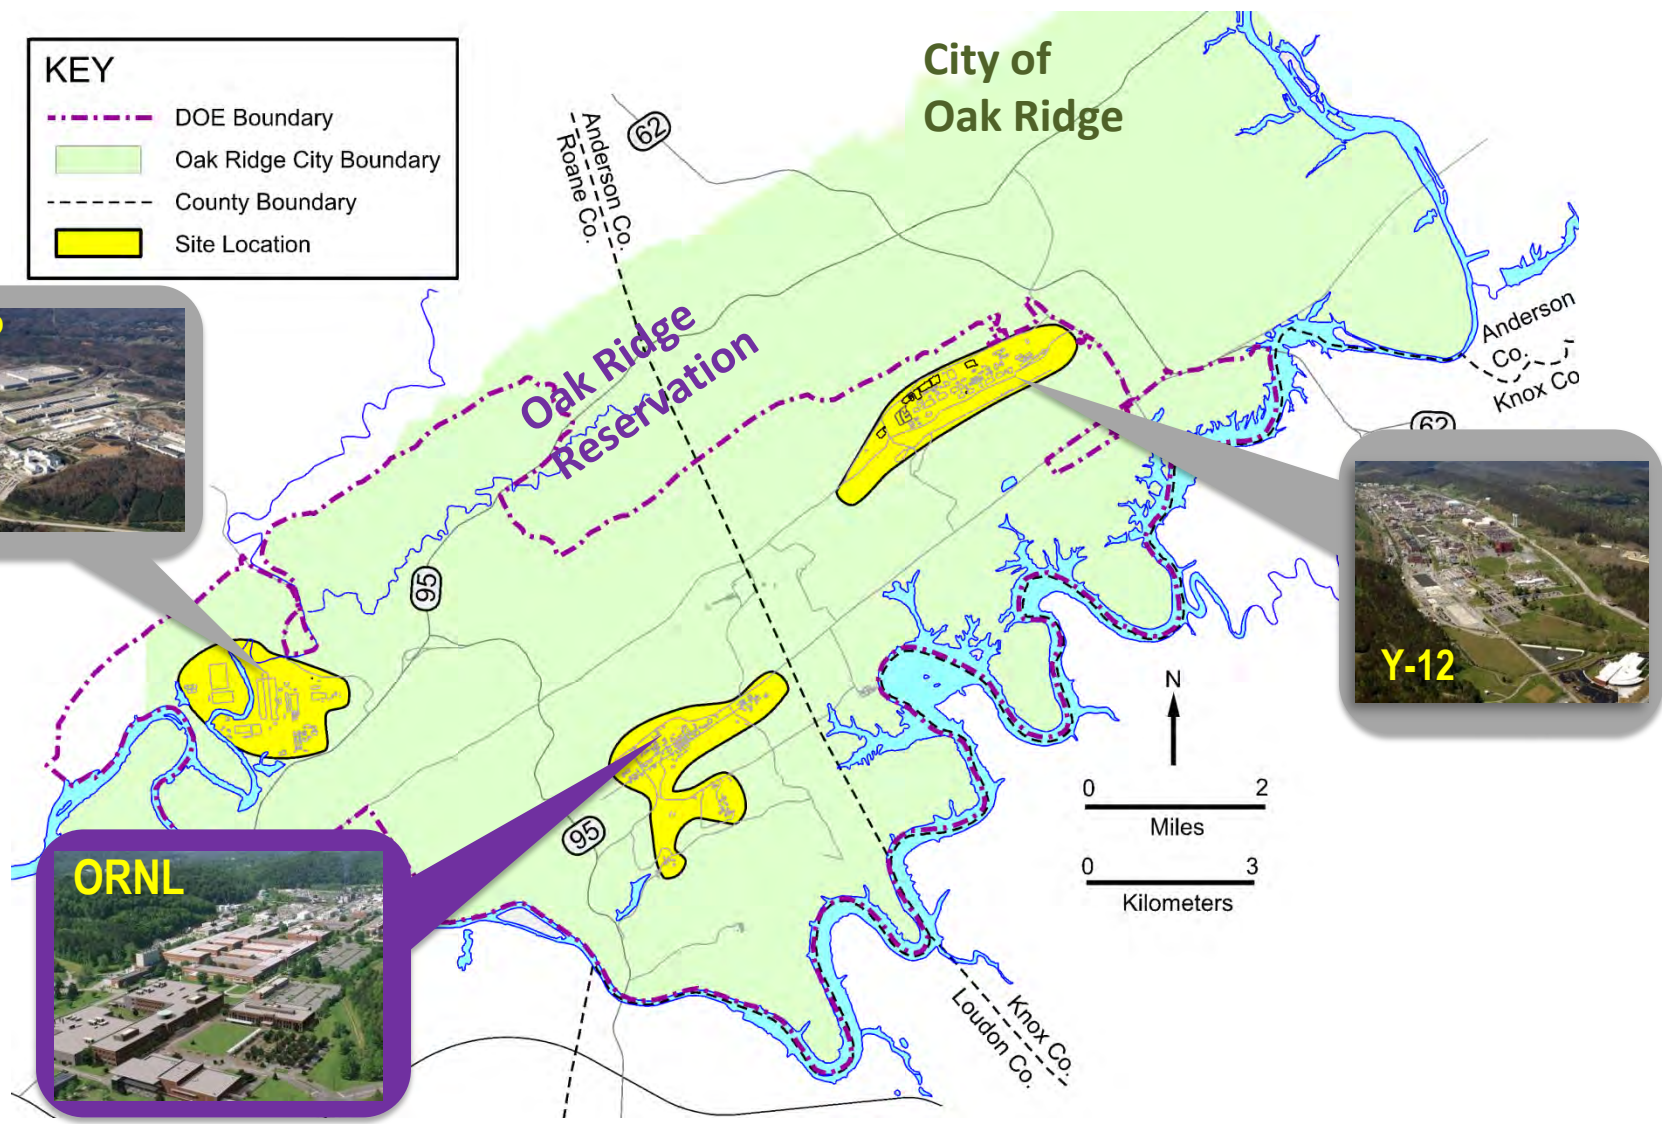 KEY
DOE Boundary
Oak Ridge City Boundary
County Boundary
Site Location
City of
Oak Ridge
62
Anderson Co.
Roane Co.
Oak Ridge
Reservation
Anderson
Co.
Knox Co
62
95
Y-12
N
0 2
Miles
0 3
Kilometers
95
ORNL
Knox Co.
Loudon Co.